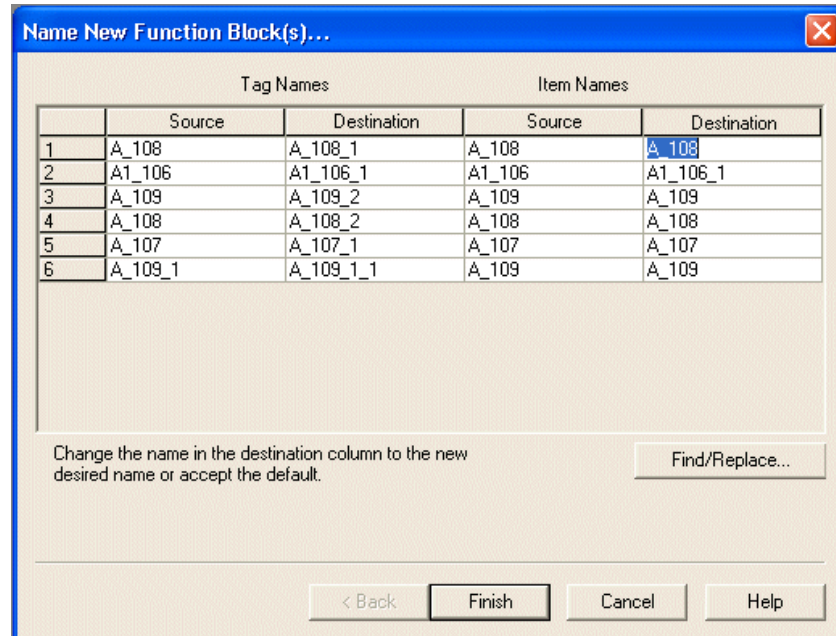 Name New Function Block(s)...
Tag Names Item Names
Source Destination Source Destination
1 A_108 A_108_1 A_108 A_108
2 A1_106 A1_106_1 A1_106 A1_106_1
3 A_109 A_109_2 A_109 A_109
4 A_108 A_108_2 A_108 A_108
5 A_107 A_107_1 A_107 A_107
6 A_109_1 A_109_1_1 A_109 A_109
Change the name in the destination column to the new
desired name or accept the default.
Find/Replace...
< Back Finish Cancel Help